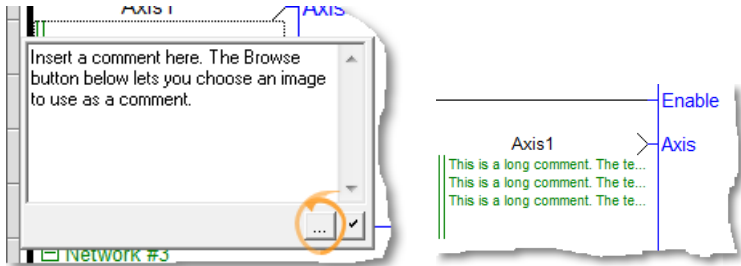 Axis1
Axis
Insert a comment here. The Browse
button below lets you choose an image
to use as a comment.
...
Network #3
Enable
Axis1
Axis
This is a long comment. The te...
This is a long comment. The te...
This is a long comment. The te...